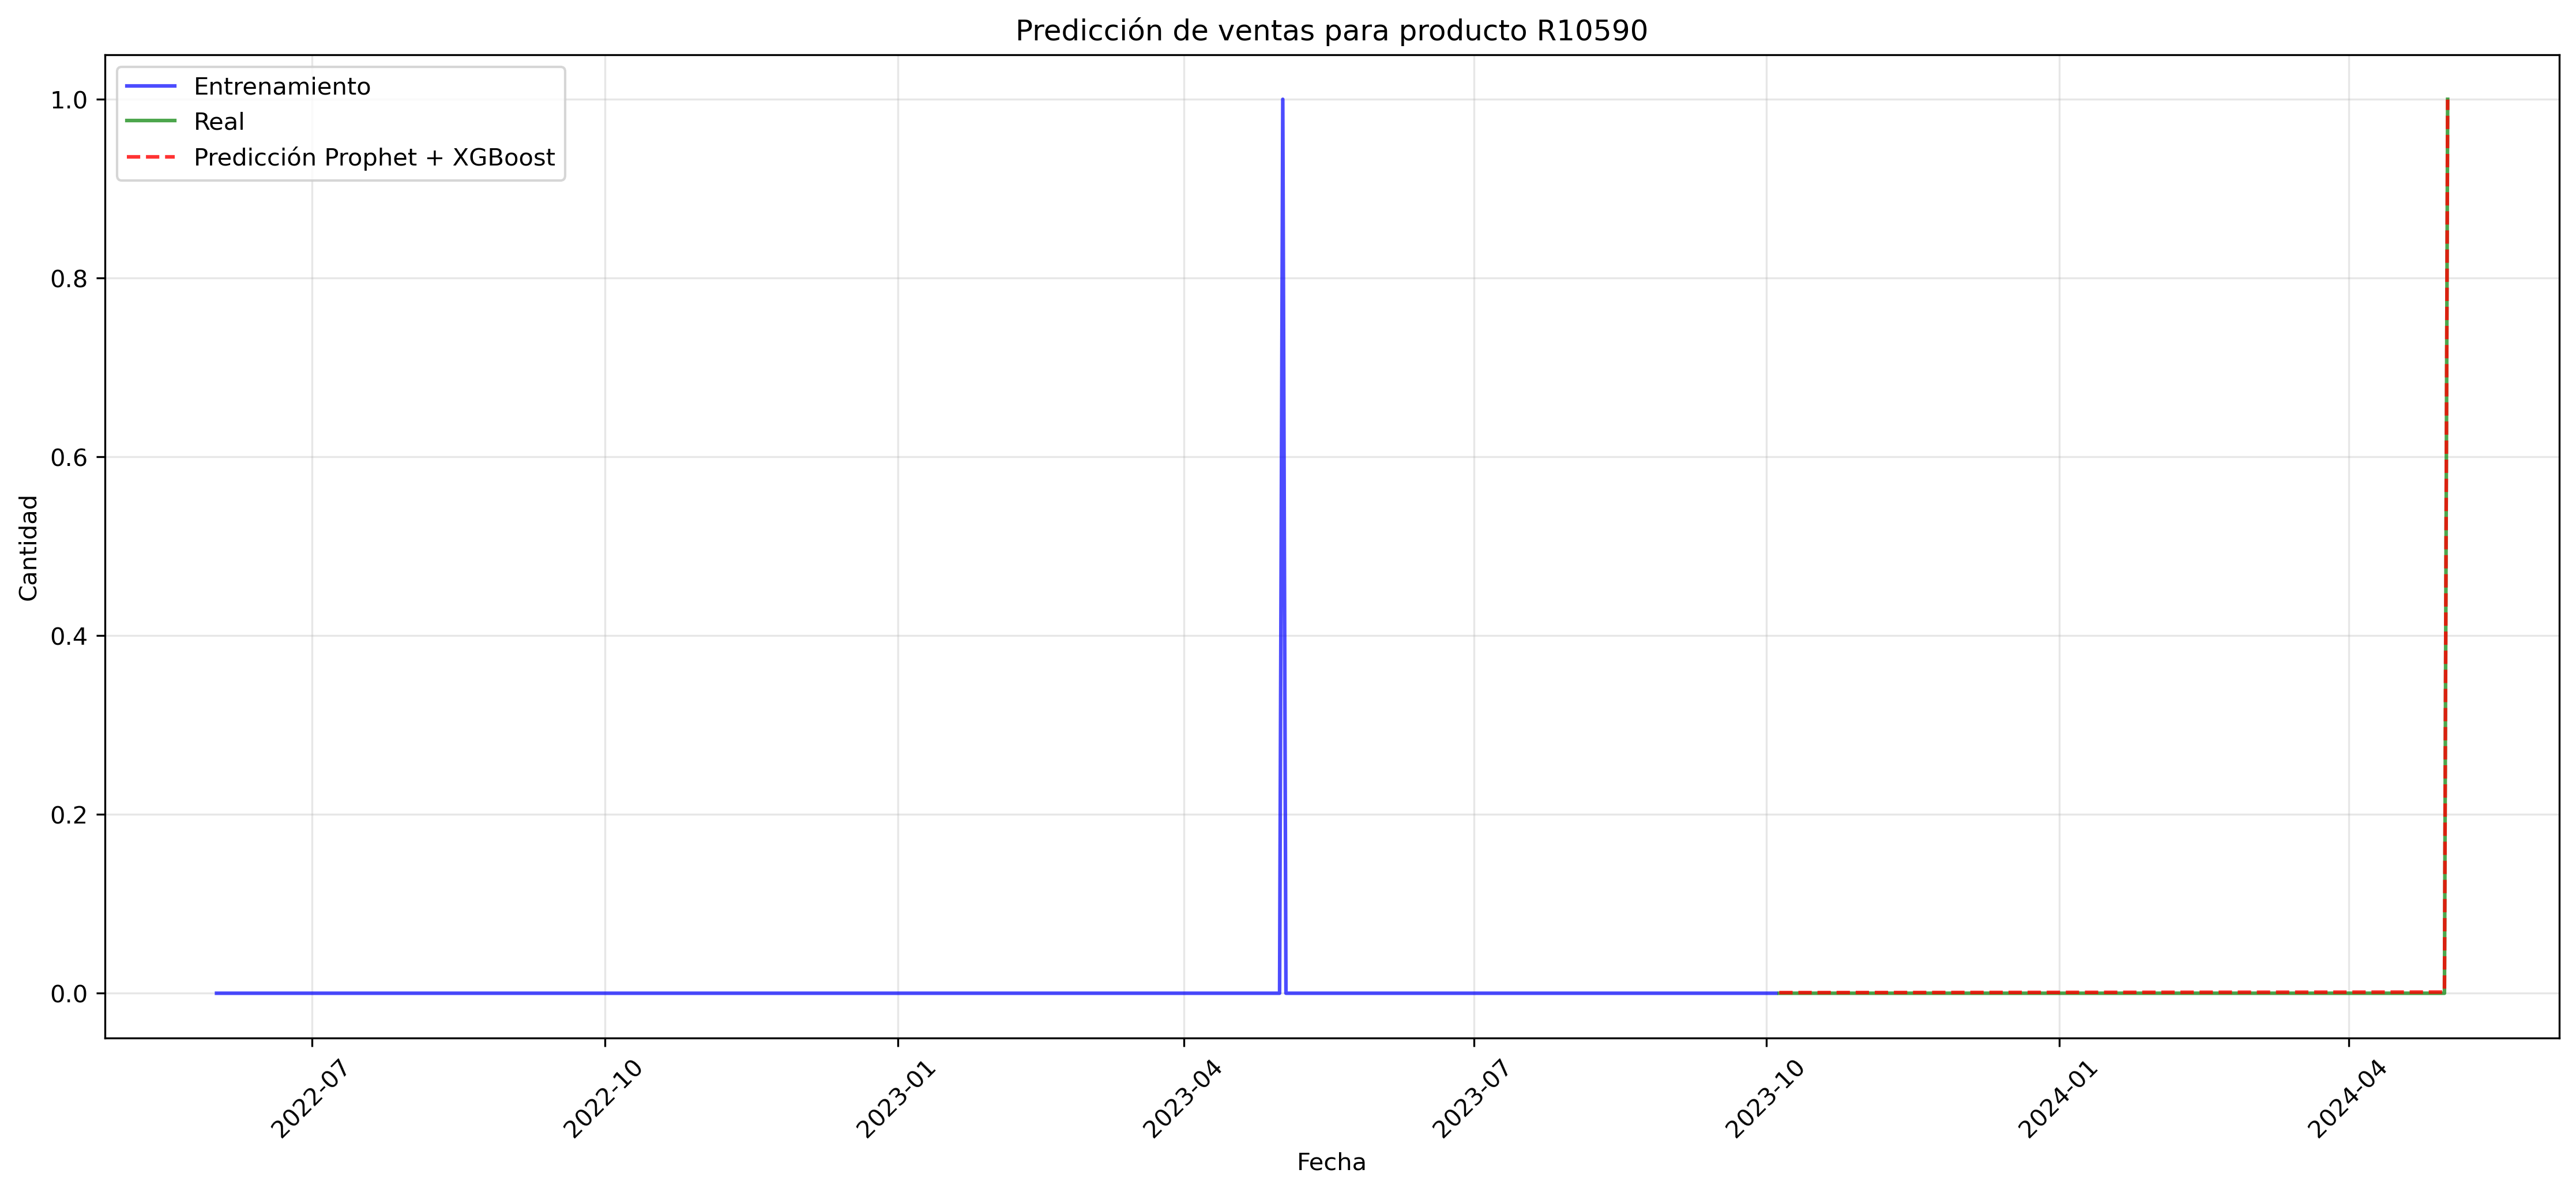 Predicción de ventas para producto R10590
Entrenamiento
Real
Predicción Prophet + XGBoost
Cantidad
1.0
0.8
0.6
0.4
0.2
0.0
2022-07
2022-10
2023-01
2023-04
2023-07
2023-10
2024-01
2024-04
Fecha